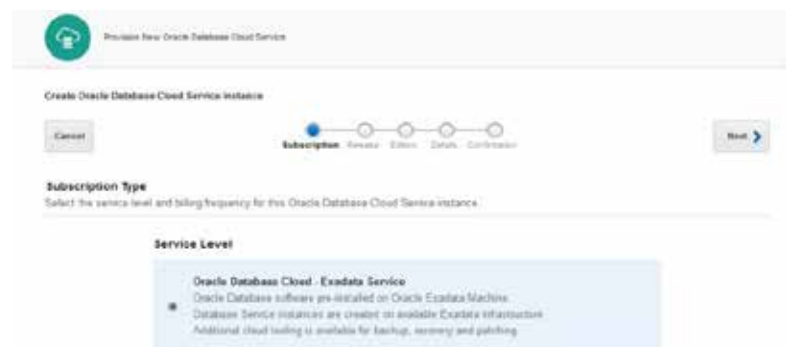 Provision New Oracle Database Cloud Service
Create Oracle Database Cloud Service Instance
Cancel
Subscription Release Edition Details Confirmation
Next
Subscription Type
Select the service level and billing frequency for this Oracle Database Cloud Service instance.
Service Level
Oracle Database Cloud - Exadata Service
Oracle Database software pre-installed on Oracle Exadata Machine.
Database Service instances are created on available Exadata infrastructure
Additional cloud tooling is available for backup, recovery and patching